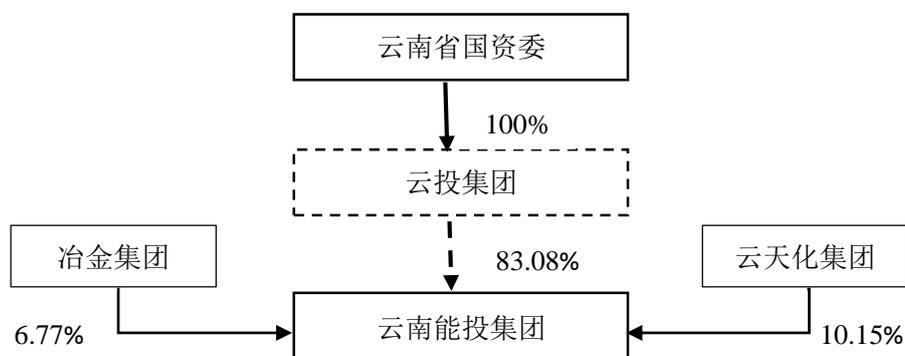 云南省国资委
100%
云投集团
冶金集团
83.08%
云天化集团
6.77%
云南能投集团
10.15%